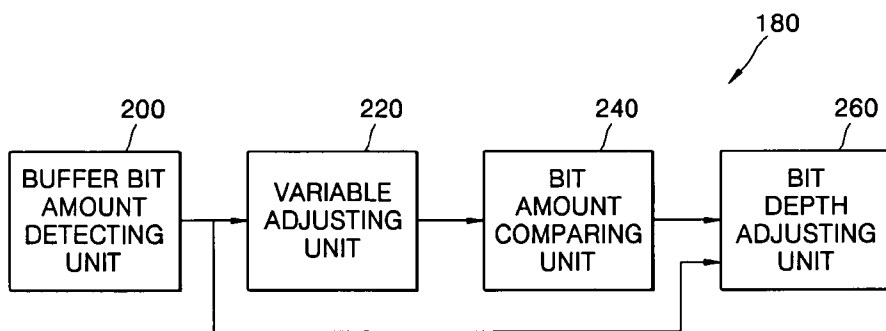 180
200
220
240
260
BUFFER BIT
AMOUNT
DETECTING
UNIT
VARIABLE
ADJUSTING
UNIT
BIT
AMOUNT
COMPARING
UNIT
BIT
DEPTH
ADJUSTING
UNIT